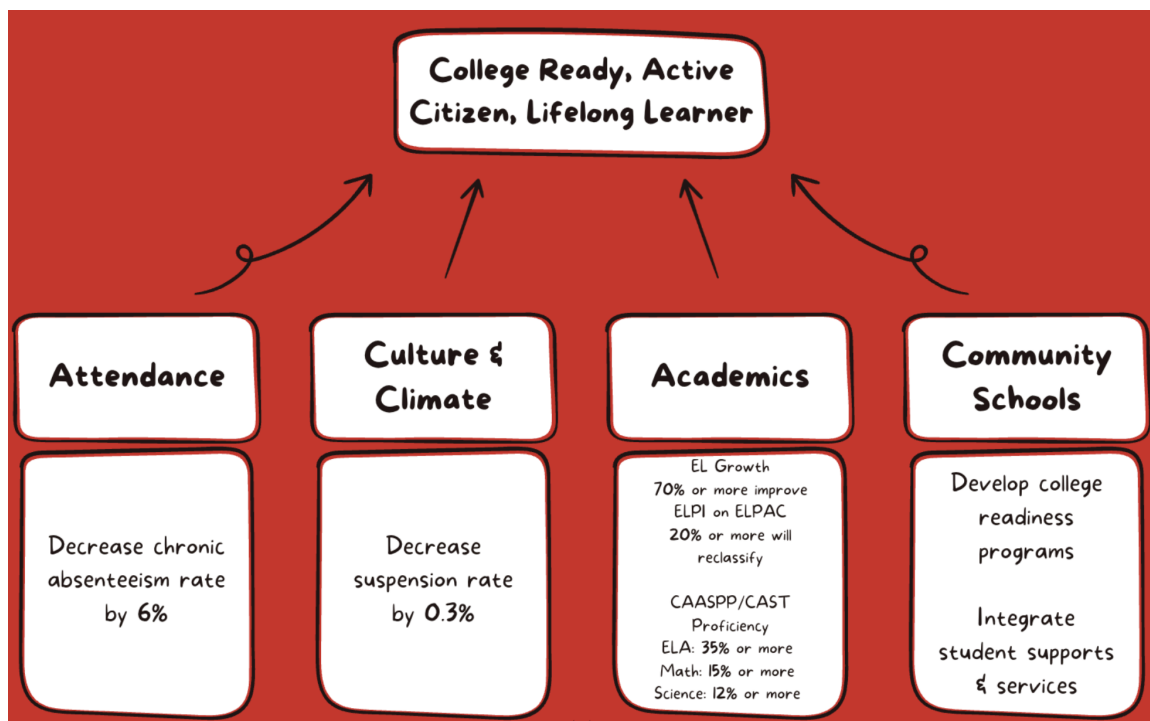 College Ready, Active
Citizen, Lifelong Learner
Attendance
Culture &
Climate
Academics
Community
Schools
Decrease chronic
absenteeism rate
by 6%
Decrease
suspension rate
by 0.3%
EL Growth
70% or more improve
ELPI on ELPAC
20% or more will
reclassify
CAASPP/CAST
Proficiency
ELA: 35% or more
Math: 15% or more
Science: 12% or more
Develop college
readiness
programs
Integrate
student supports
& services